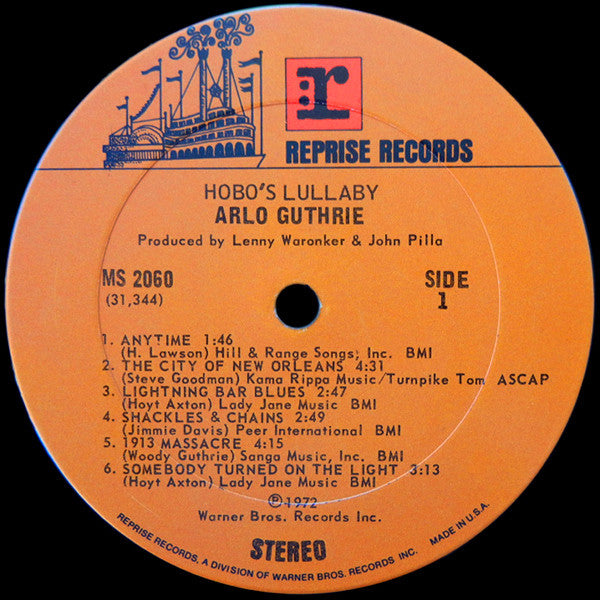 r:
REPRISE RECORDS
HOBO'S LULLABY
ARLO GUTHRIE
Produced by Lenny Waronker & John Pilla
MS 2060
(31,344)
SIDE
1
1. ANYTIME 1:46
(H. Lawson) Hill & Range Songs, Inc. BMI
2. THE CITY OF NEW ORLEANS 4:31
(Steve Goodman) Kama Rippa Music/Turnpike Tom ASCAP
3. LIGHTNING BAR BLUES 2:47
(Hoyt Axton) Lady Jane Music BMI
4. SHACKLES & CHAINS 2:49
(Jimmie Davis) Peer International BMI
5. 1913 MASSACRE 4:15
(Woody Guthrie) Sanga Music, Inc. BMI
6. SOMEBODY TURNED ON THE LIGHT 3:13
(Hoyt Axton) Lady Jane Music BMI
℗1972
Warner Bros. Records Inc.
STEREO
REPRISE RECORDS, A DIVISION OF WARNER BROS. RECORDS INC. MADE IN U.S.A.